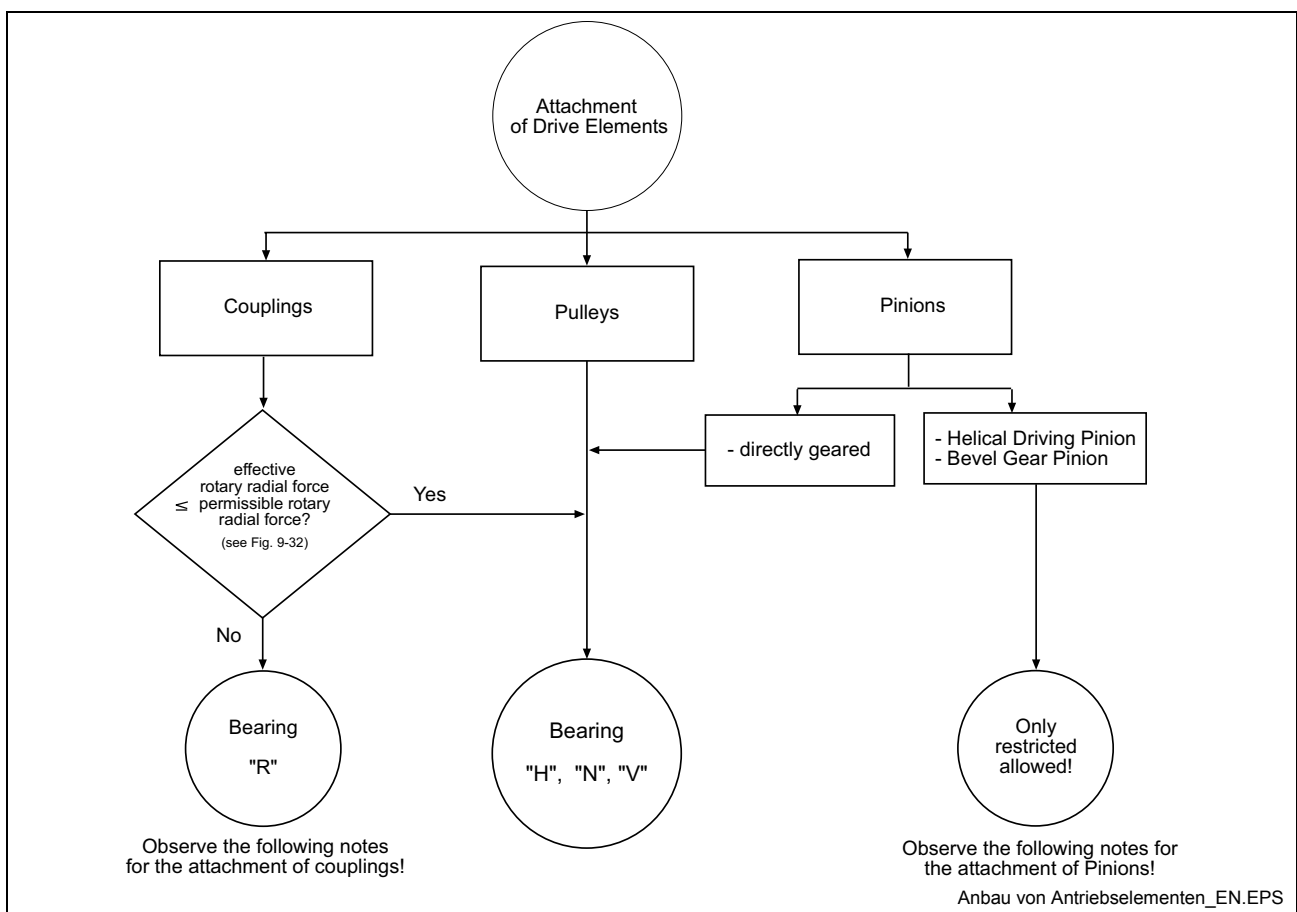 Attachment
of Drive Elements
Couplings
Pulleys
Pinions
- directly geared
- Helical Driving Pinion
- Bevel Gear Pinion
effective
rotary radial force
≤ permissible rotary
radial force?
(see Fig. 9-32)
Yes
No
Bearing
"R"
Bearing
"H", "N", "V"
Only
restricted
allowed!
Observe the following notes
for the attachment of couplings!
Observe the following notes for
the attachment of Pinions!
Anbau von Antriebselementen_EN.EPS